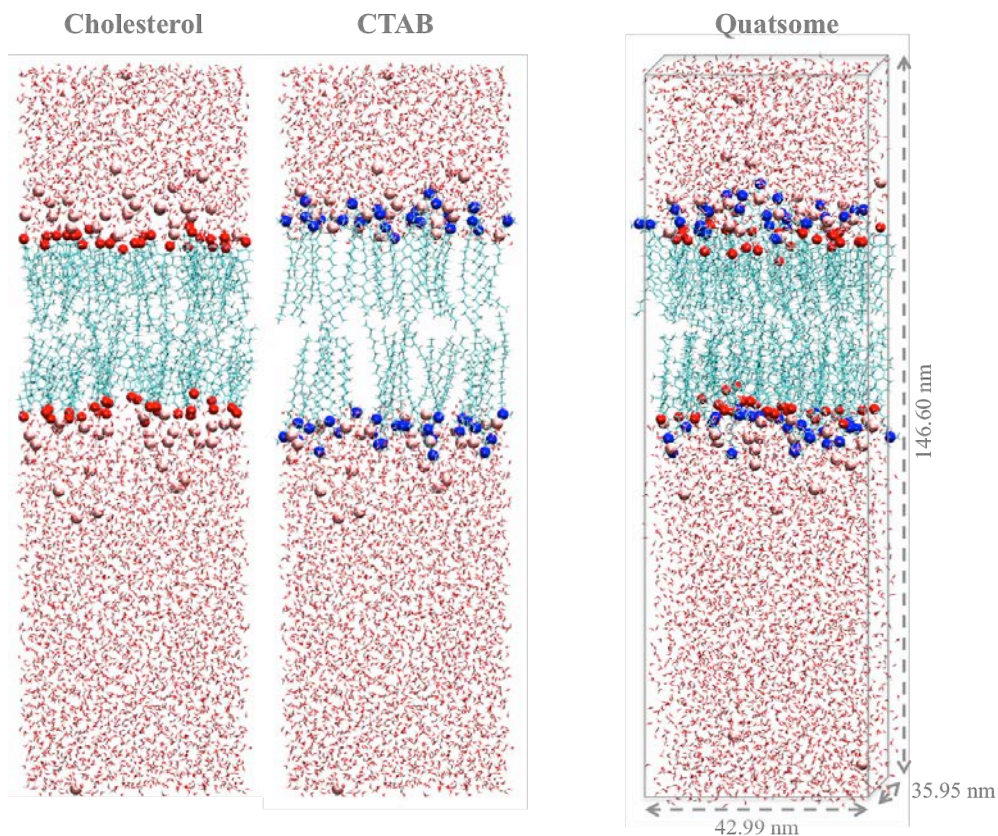 Cholesterol
CTAB
Quatsome
146.60 nm
35.95 nm
42.99 nm